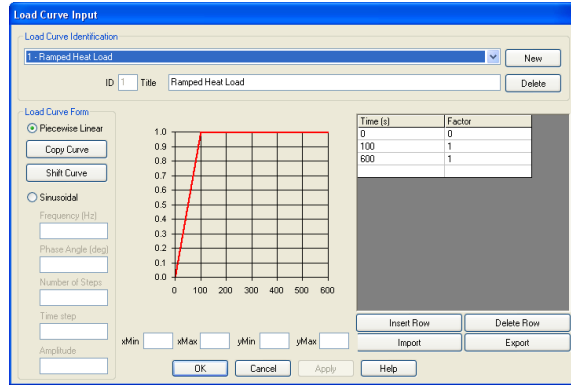 Load Curve Input
Load Curve Identification
1 - Ramped Heat Load
New
ID 1 Title Ramped Heat Load
Delete
Load Curve Form
Piecewise Linear
Copy Curve
Shift Curve
Sinusoidal
Frequency (Hz)
Phase Angle (deg)
Number of Steps
Time step
Amplitude
1.0
0.9
0.8
0.7
0.6
0.5
0.4
0.3
0.2
0.1
0.0
0 100 200 300 400 500 600
xMin xMax yMin yMax
Time (s) Factor
0 0
100 1
600 1
Insert Row Delete Row
Import Export
OK Cancel Apply Help